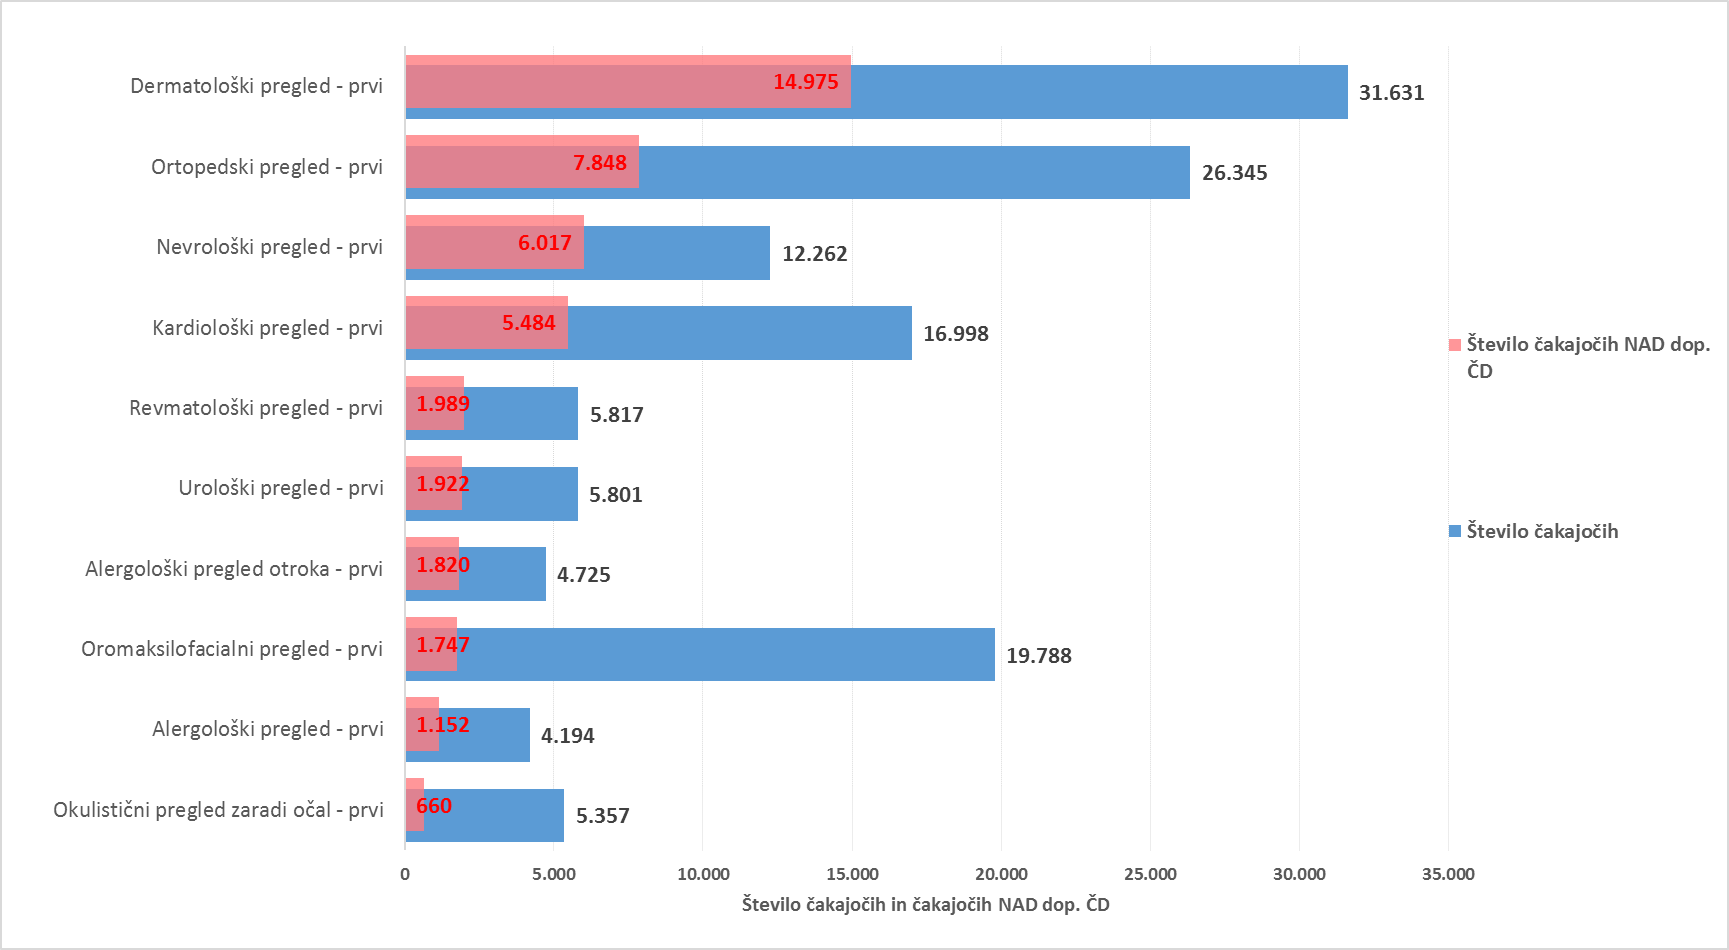 Dermatološki pregled - prvi
14.975
31.631
Ortopedski pregled - prvi
7.848
26.345
Nevrološki pregled - prvi
6.017
12.262
Kardiološki pregled - prvi
5.484
16.998
Revmatološki pregled - prvi
1.989
5.817
Urološki pregled - prvi
1.922
5.801
Alergološki pregled otroka - prvi
1.820
4.725
Oromaksilofacialni pregled - prvi
1.747
19.788
Alergološki pregled - prvi
1.152
4.194
Okulistični pregled zaradi očal - prvi
660
5.357
0 5.000 10.000 15.000 20.000 25.000 30.000 35.000
Število čakajočih in čakajočih NAD dop. ČD
Število čakajočih NAD dop.
ČD
Število čakajočih